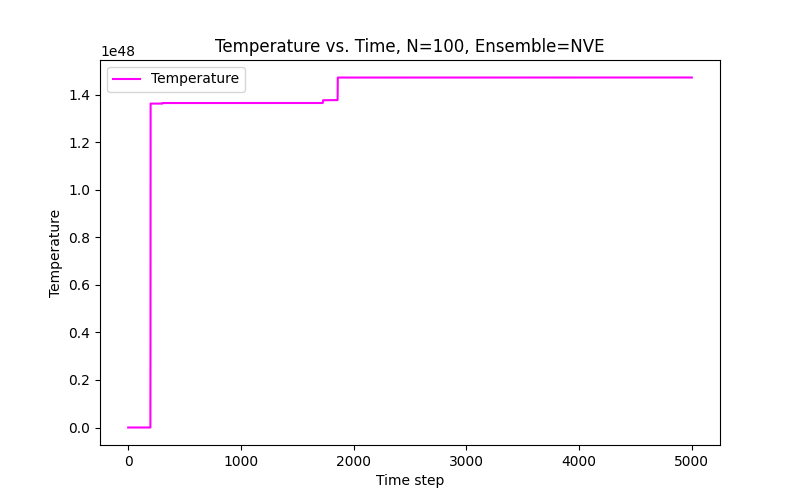 Temperature vs. Time, N=100, Ensemble=NVE
1e48
Temperature
1.4
1.2
1.0
0.8
0.6
0.4
0.2
0.0
Temperature
0 1000 2000 3000 4000 5000
Time step